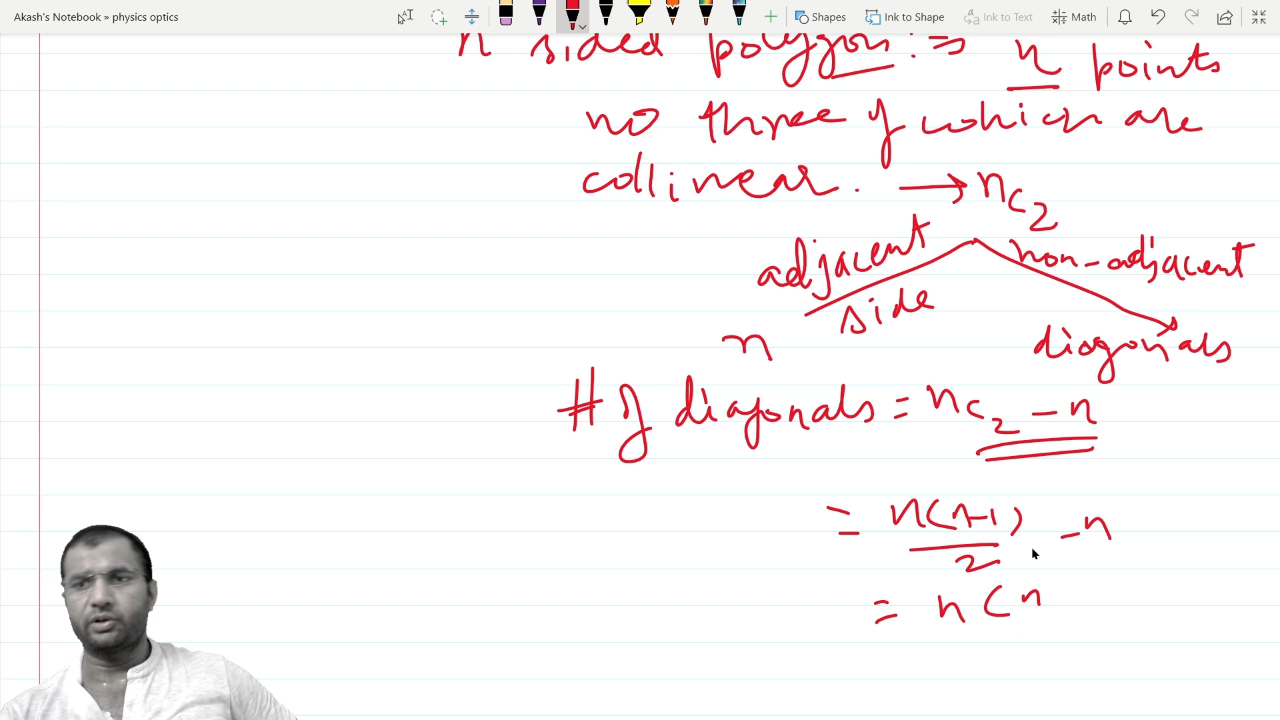 Akash's Notebook » physics optics
Shapes
Ink to Shape
Ink to Text
Math
n sided polygon :⇒ n points
no three of which are
collinear. → nC2
adjacent non-adjacent
side
n diagonals
# of diagonals = nC2 - n
= n(n-1)/2 - n
= n(n